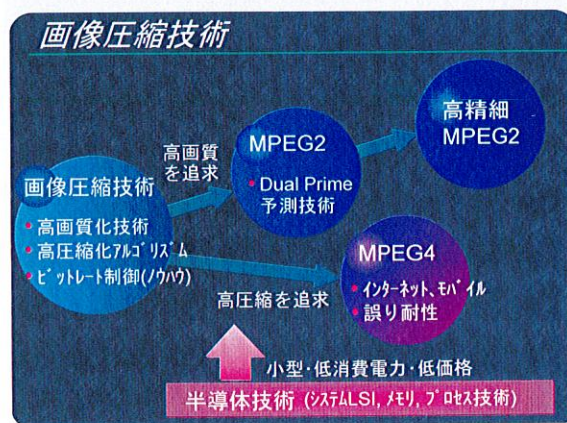 画像圧縮技術
高精細
MPEG2
高画質
を追求
MPEG2
• Dual Prime
予測技術
画像圧縮技術
• 高画質化技術
• 高圧縮化ｱﾙｺﾞﾘｽﾞﾑ
• ﾋﾞｯﾄﾚｰﾄ制御(ﾉｳﾊｳ)
MPEG4
• ｲﾝﾀｰﾈｯﾄ、ﾓﾊﾞｲﾙ
• 誤り耐性
高圧縮を追求
小型・低消費電力・低価格
半導体技術 (ｼｽﾃﾑLSI, ﾒﾓﾘ, ﾌﾟﾛｾｽ技術)